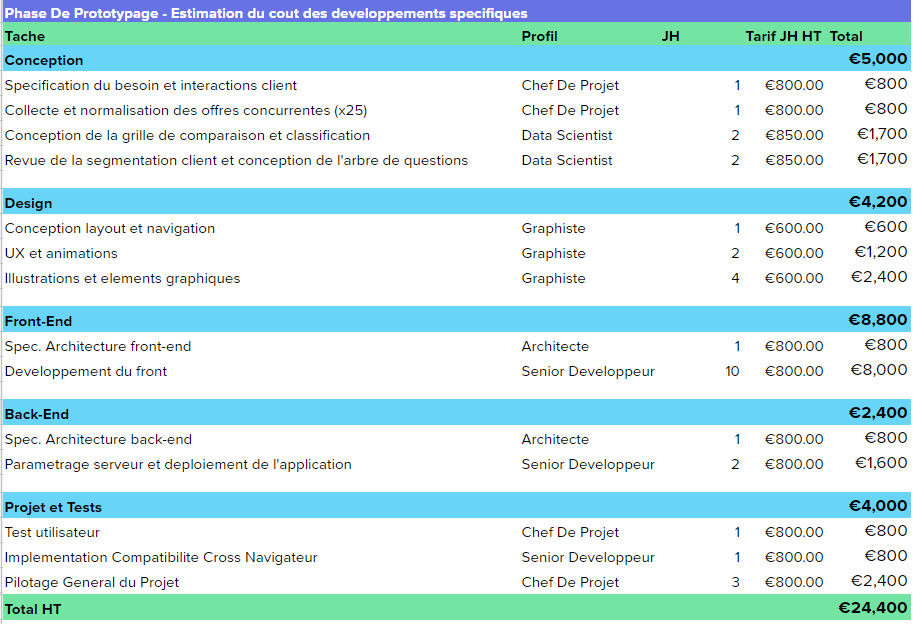 Phase De Prototypage - Estimation du cout des developpements specifiques
Tache Profil JH Tarif JH HT Total
Conception €5,000
Specification du besoin et interactions client Chef De Projet 1 €800.00 €800
Collecte et normalisation des offres concurrentes (x25) Chef De Projet 1 €800.00 €800
Conception de la grille de comparaison et classification Data Scientist 2 €850.00 €1,700
Revue de la segmentation client et conception de l'arbre de questions Data Scientist 2 €850.00 €1,700
Design €4,200
Conception layout et navigation Graphiste 1 €600.00 €600
UX et animations Graphiste 2 €600.00 €1,200
Illustrations et elements graphiques Graphiste 4 €600.00 €2,400
Front-End €8,800
Spec. Architecture front-end Architecte 1 €800.00 €800
Developpement du front Senior Developpeur 10 €800.00 €8,000
Back-End €2,400
Spec. Architecture back-end Architecte 1 €800.00 €800
Parametrage serveur et deploiement de l'application Senior Developpeur 2 €800.00 €1,600
Projet et Tests €4,000
Test utilisateur Chef De Projet 1 €800.00 €800
Implementation Compatibilite Cross Navigateur Senior Developpeur 1 €800.00 €800
Pilotage General du Projet Chef De Projet 3 €800.00 €2,400
Total HT €24,400